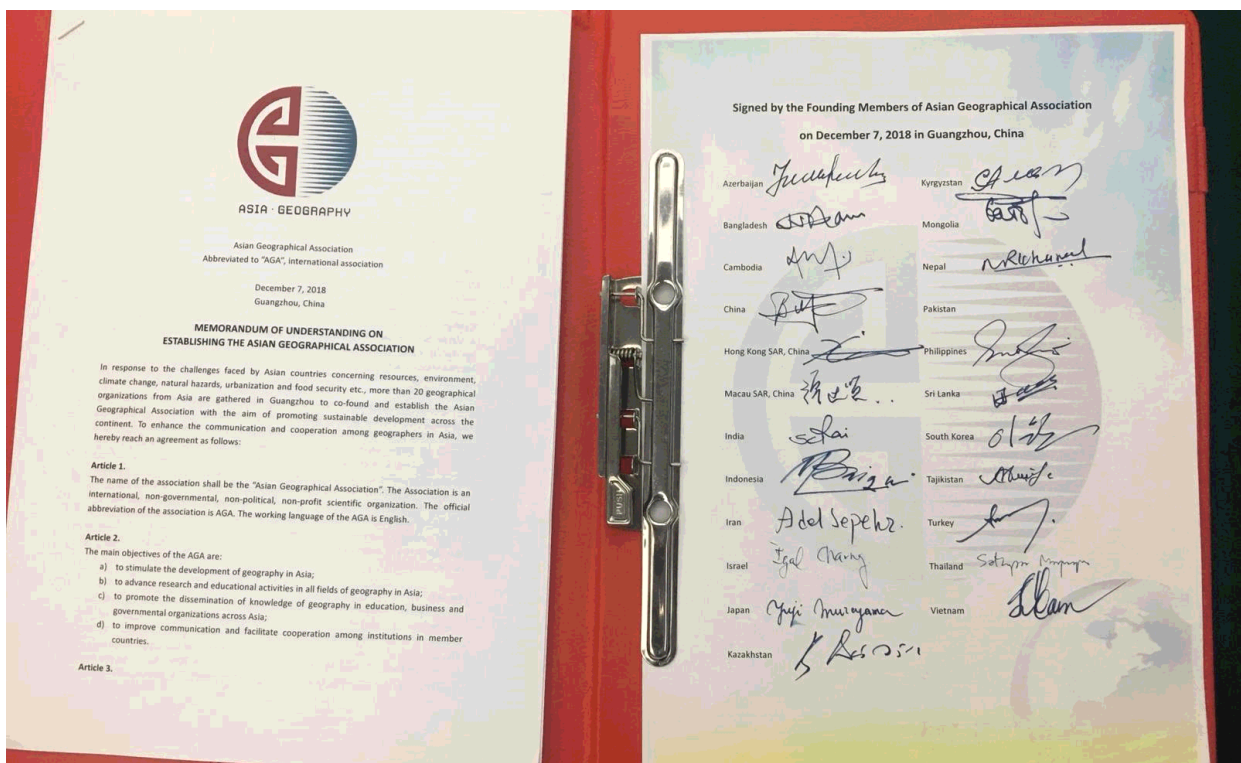 ASIA · GEOGRAPHY
Asian Geographical Association
Abbreviated to "AGA", international association
December 7, 2018
Guangzhou, China
MEMORANDUM OF UNDERSTANDING ON
ESTABLISHING THE ASIAN GEOGRAPHICAL ASSOCIATION
In response to the challenges faced by Asian countries concerning resources, environment,
climate change, natural hazards, urbanization and food security etc., more than 20 geographical
organizations from Asia are gathered in Guangzhou to co-found and establish the Asian
Geographical Association with the aim of promoting sustainable development across the
continent. To enhance the communication and cooperation among geographers in Asia, we
hereby reach an agreement as follows:
Article 1.
The name of the association shall be the "Asian Geographical Association". The Association is an
international, non-governmental, non-political, non-profit scientific organization. The official
abbreviation of the association is AGA. The working language of the AGA is English.
Article 2.
The main objectives of the AGA are:
a) to stimulate the development of geography in Asia;
b) to advance research and educational activities in all fields of geography in Asia;
c) to promote the dissemination of knowledge of geography in education, business and
governmental organizations across Asia;
d) to improve communication and facilitate cooperation among institutions in member
countries.
Article 3.
PUSH
Signed by the Founding Members of Asian Geographical Association
on December 7, 2018 in Guangzhou, China
Azerbaijan
Bangladesh
Cambodia
China
Hong Kong SAR, China
Macau SAR, China
India
Indonesia
Iran Adel Sepehr.
Israel Igal Charney
Japan Yuji Murayama
Kazakhstan
Kyrgyzstan
Mongolia
Nepal
Pakistan
Philippines
Sri Lanka
South Korea
Tajikistan
Turkey
Thailand
Vietnam